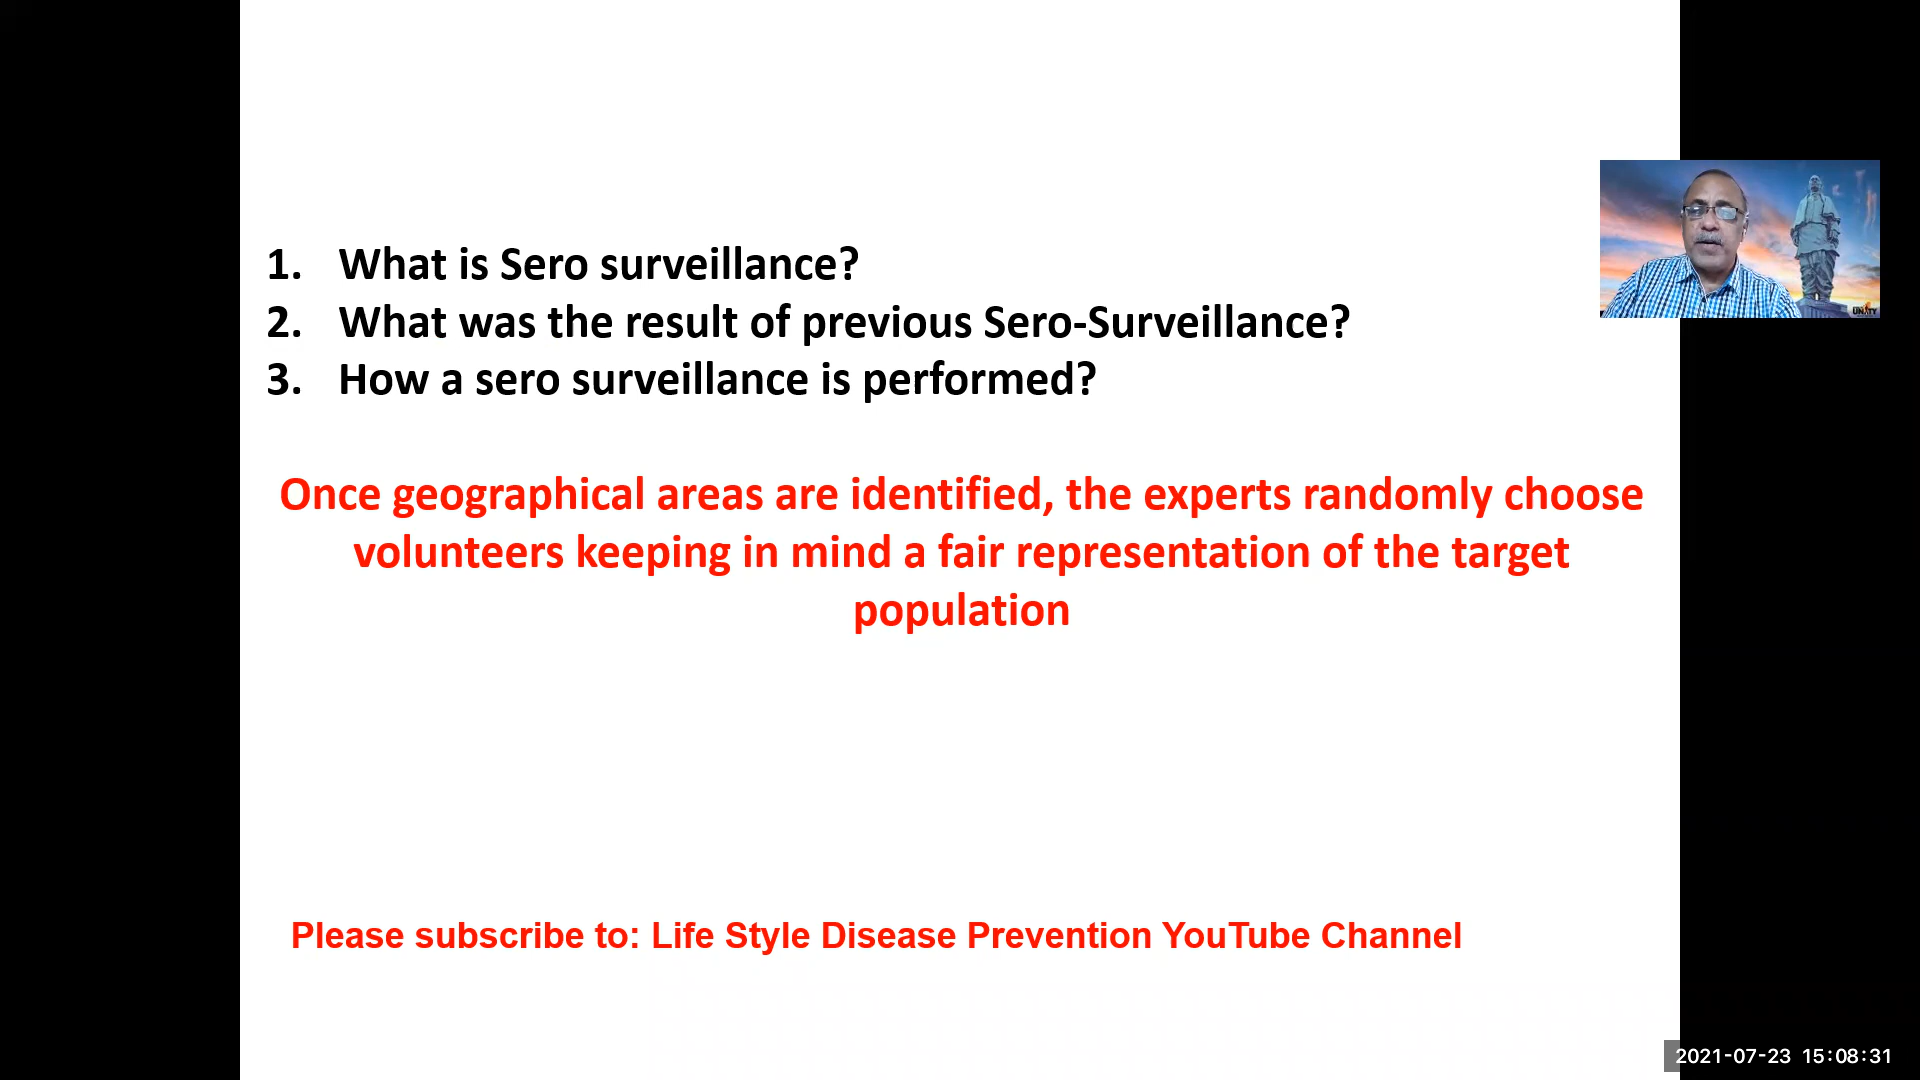 1. What is Sero surveillance?
2. What was the result of previous Sero-Surveillance?
3. How a sero surveillance is performed?
Once geographical areas are identified, the experts randomly choose
volunteers keeping in mind a fair representation of the target
population
Please subscribe to: Life Style Disease Prevention YouTube Channel
2021-07-23 15:08:31